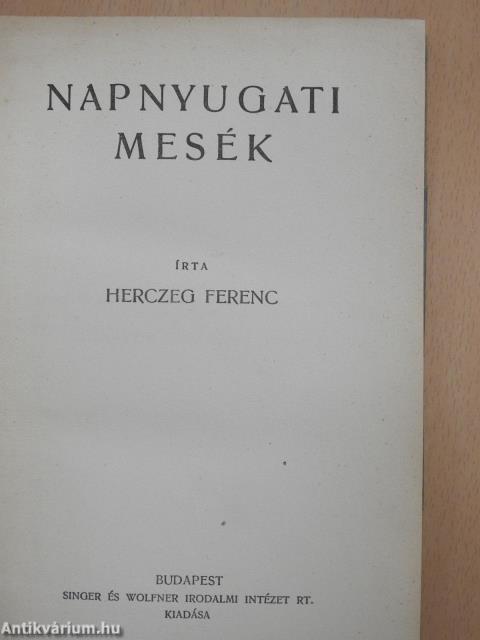 NAPNYUGATI
MESÉK
ÍRTA
HERCZEG FERENC
BUDAPEST
SINGER ÉS WOLFNER IRODALMI INTÉZET RT.
KIADÁSA
Antikvárium.hu